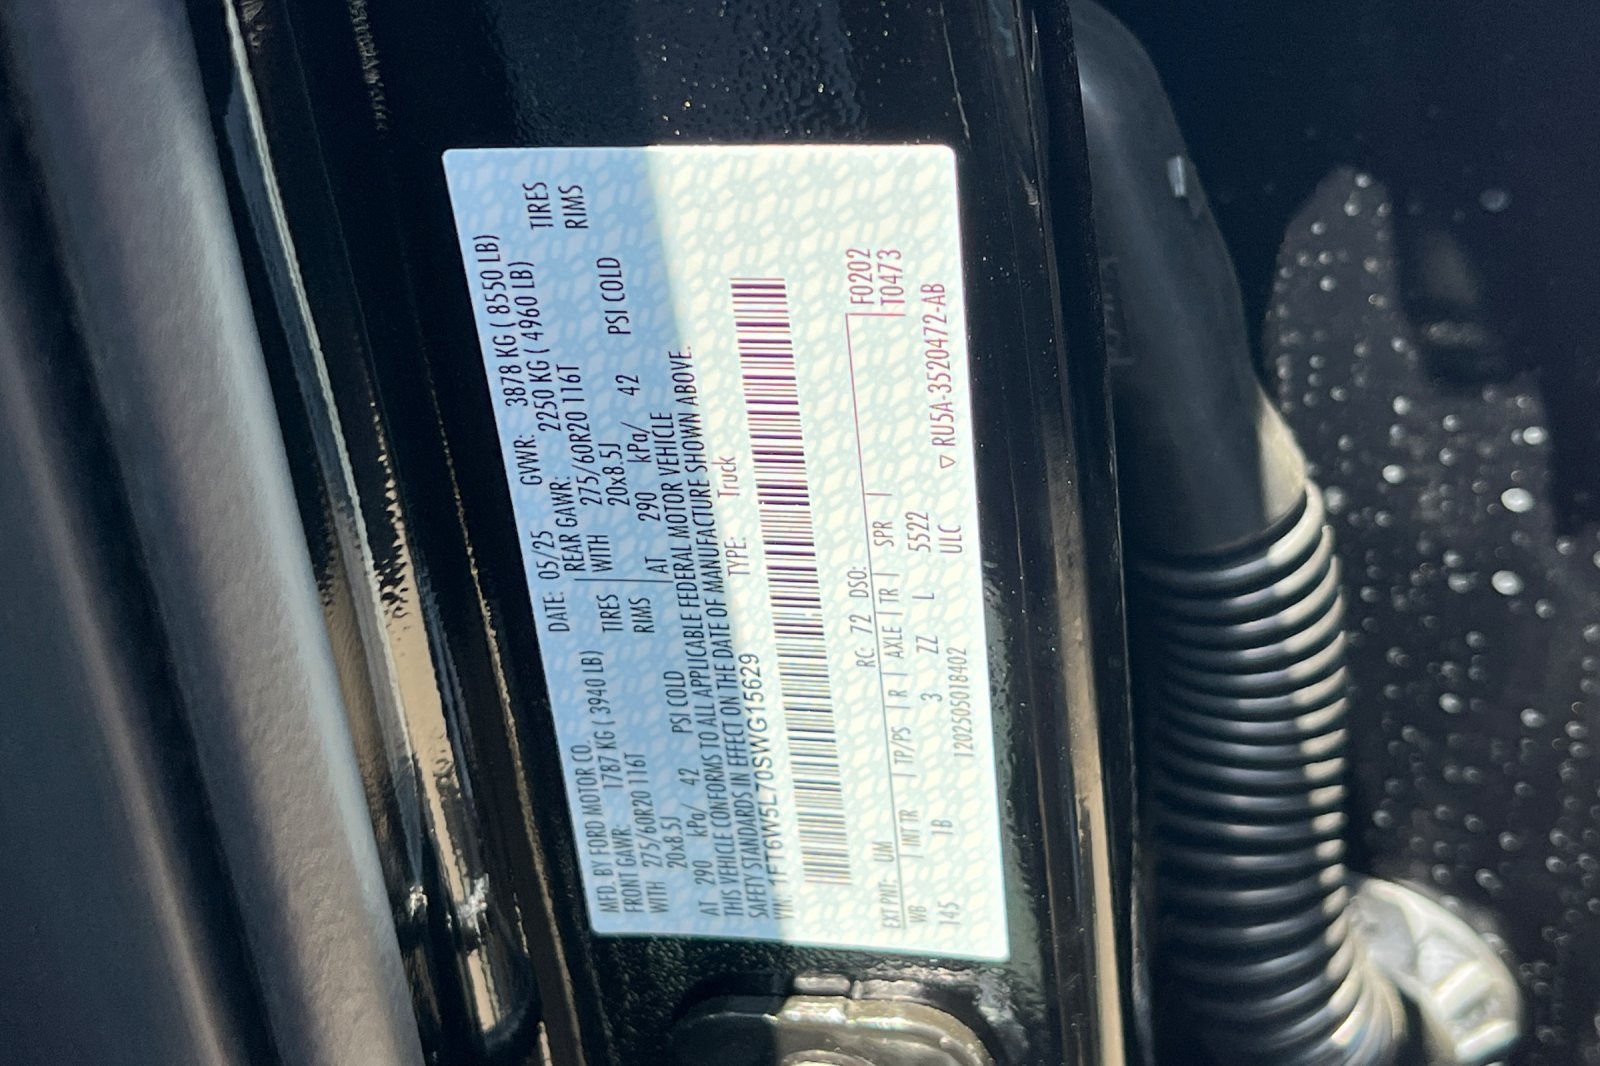 MFD. BY FORD MOTOR CO. DATE: 05/25 GVWR: 3878 KG ( 8550 LB)
FRONT GAWR: 1787 KG ( 3940 LB) REAR GAWR: 2250 KG ( 4960 LB)
WITH 275/60R20 116T TIRES WITH 275/60R20 116T TIRES
20x8.5J RIMS 20x8.5J RIMS
AT 290 kPa/ 42 PSI COLD AT 290 kPa/ 42 PSI COLD
THIS VEHICLE CONFORMS TO ALL APPLICABLE FEDERAL MOTOR VEHICLE
SAFETY STANDARDS IN EFFECT ON THE DATE OF MANUFACTURE SHOWN ABOVE.
VIN: 1FT6W5L70SWG15629 TYPE: Truck
EXT PNT: UM RC: 72 DSO: F0202
WB INT TR TP/PS R AXLE TR SPR T0473
145 IB 3 ZZ L 5522
120250518402 ULC ▽ RU5A-3520472-AB